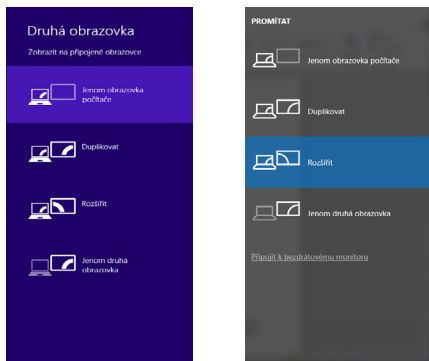 Druhá obrazovka
Zobrazit na připojené obrazovce
Jenom obrazovka
počítače
Duplikovat
Rozšířit
Jenom druhá
obrazovka
PROMÍTAT
Jenom obrazovka počítače
Duplikovat
Rozšířit
Jenom druhá obrazovka
Připojit k bezdrátovému monitoru